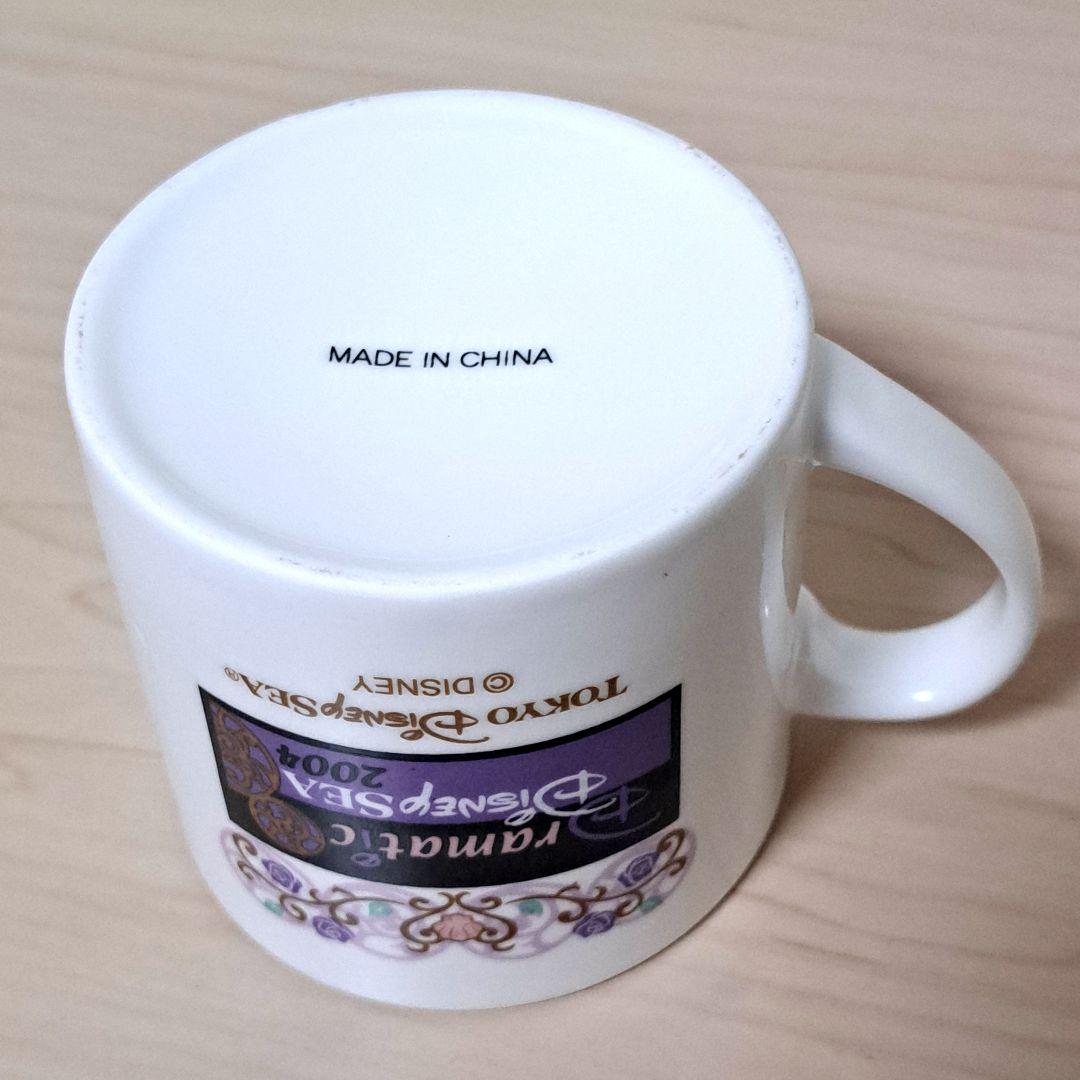 MADE IN CHINA
Dramatic
DisneySEA
2004
TOKYO DisneySEA®
© DISNEY